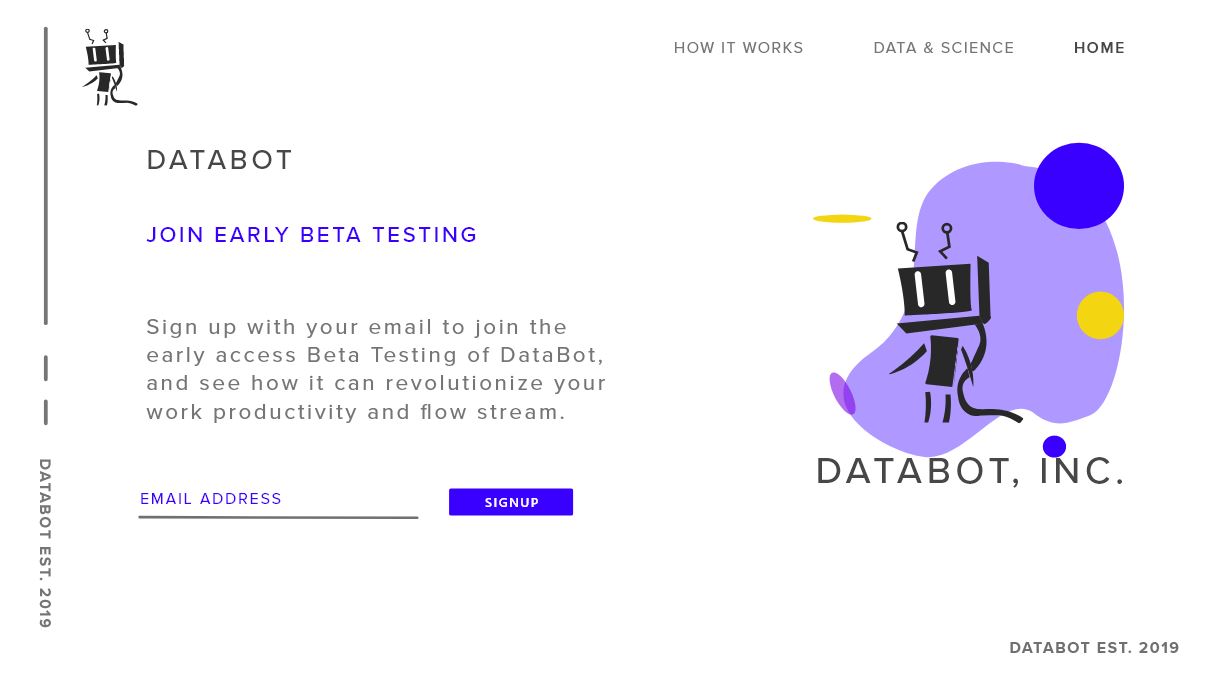 HOW IT WORKS
DATA & SCIENCE
HOME
DATABOT
JOIN EARLY BETA TESTING
Sign up with your email to join the
early access Beta Testing of DataBot,
and see how it can revolutionize your
work productivity and flow stream.
EMAIL ADDRESS
SIGNUP
DATABOT, INC.
DATABOT EST. 2019
DATABOT EST. 2019